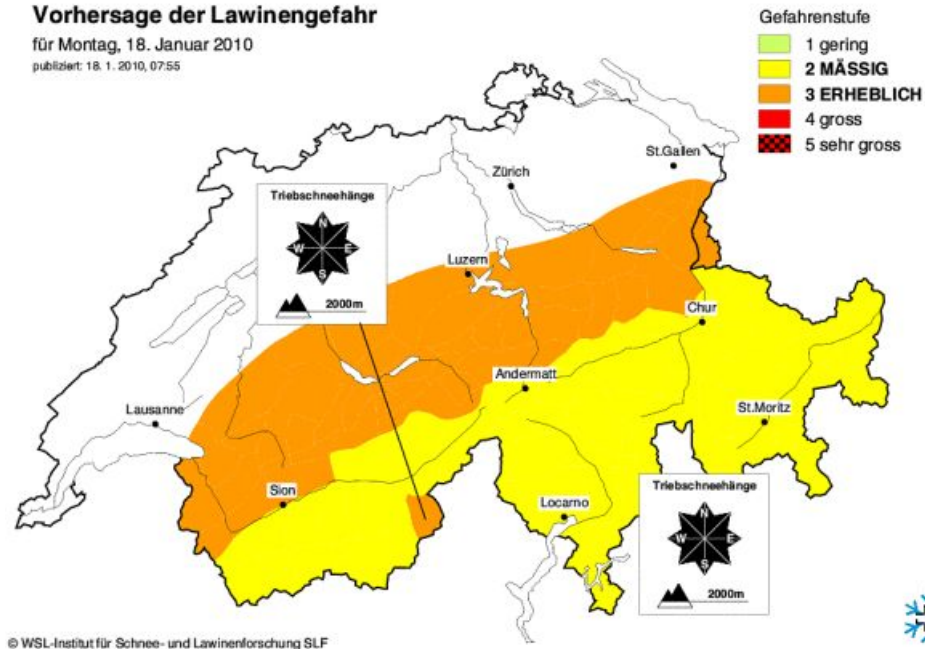 Vorhersage der Lawinengefahr
für Montag, 18. Januar 2010
publiziert: 18. 1. 2010, 07:55
Gefahrenstufe
1 gering
2 MÄSSIG
3 ERHEBLICH
4 gross
5 sehr gross
St.Gallen
Zürich
Triebschneehänge
N
W E
S
2000m
Luzern
Chur
Andermatt
Lausanne
St.Moritz
Sion
Locarno
Triebschneehänge
N
W E
S
2000m
© WSL-Institut für Schnee- und Lawinenforschung SLF